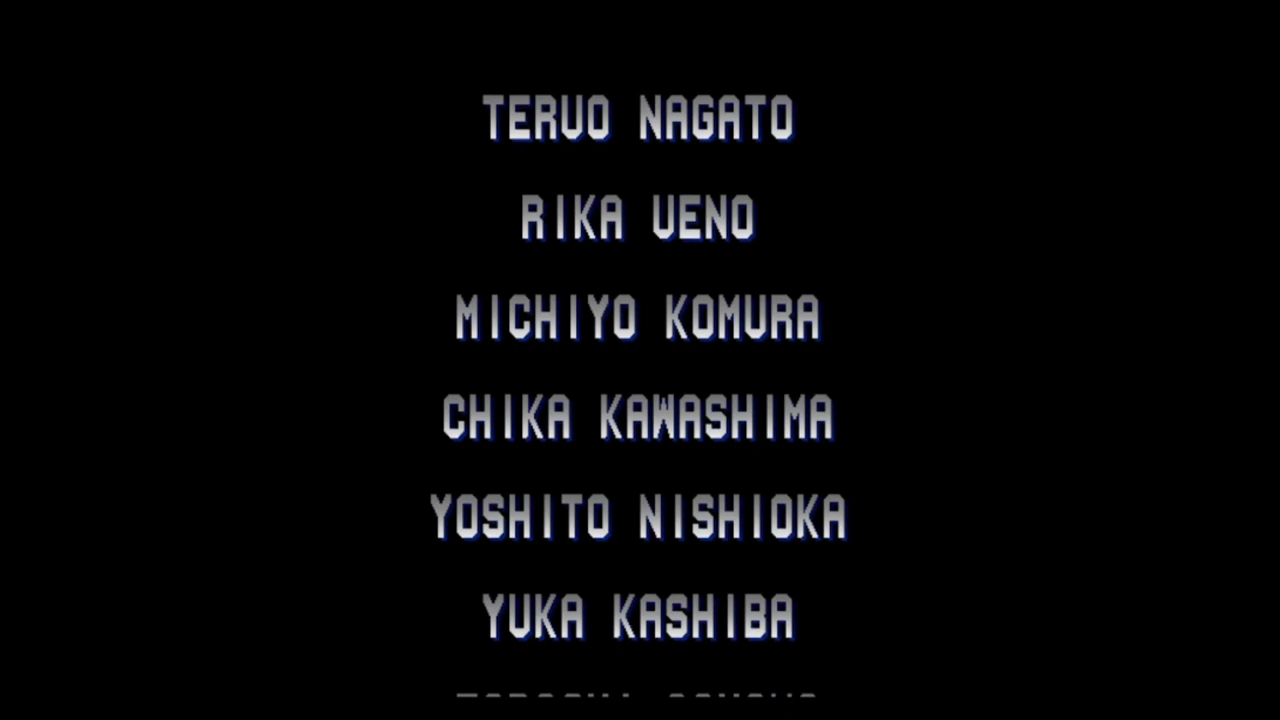 TERUO NAGATO
RIKA UENO
MICHIYO KOMURA
CHIKA KAWASHIMA
YOSHITO NISHIOKA
YUKA KASHIBA